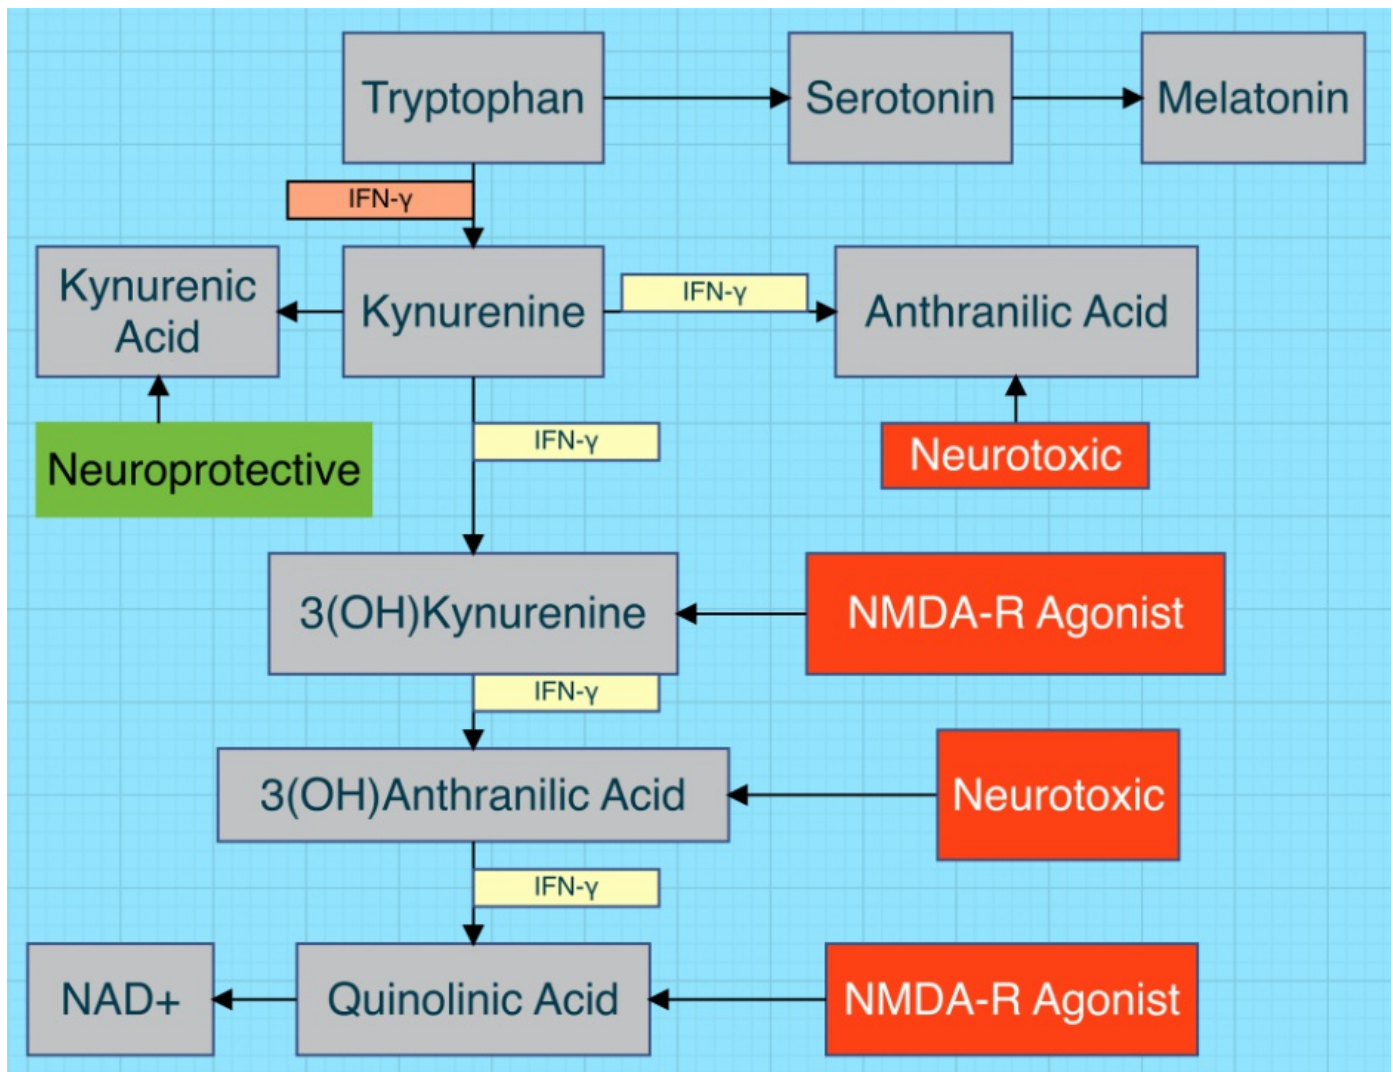 Tryptophan
Serotonin
Melatonin
IFN-γ
Kynurenic
Acid
Kynurenine
IFN-γ
Anthranilic Acid
Neuroprotective
IFN-γ
Neurotoxic
3(OH)Kynurenine
NMDA-R Agonist
IFN-γ
3(OH)Anthranilic Acid
Neurotoxic
IFN-γ
NAD+
Quinolinic Acid
NMDA-R Agonist